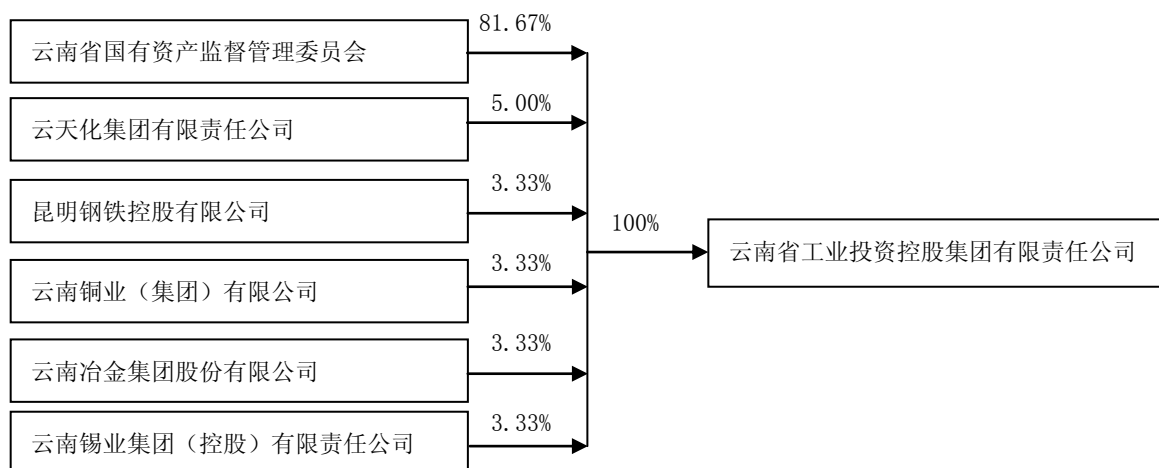 81.67%
云南省国有资产监督管理委员会
5.00%
云天化集团有限责任公司
3.33%
昆明钢铁控股有限公司
100%
云南省工业投资控股集团有限责任公司
3.33%
云南铜业（集团）有限公司
3.33%
云南冶金集团股份有限公司
3.33%
云南锡业集团（控股）有限责任公司